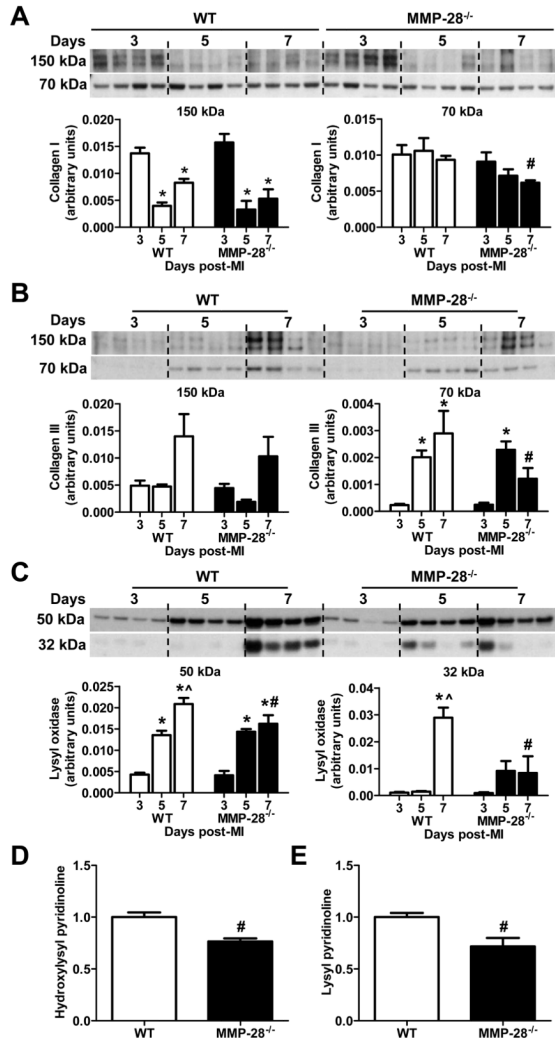 A
WT MMP-28-/-
Days 3 5 7 3 5 7
150 kDa
70 kDa
150 kDa 70 kDa
Collagen I
(arbitrary units)
0.020
0.015
0.010
0.005
0.000
* * * *
3 5 7 3 5 7
WT MMP-28-/-
Days post-MI
Collagen I
(arbitrary units)
0.020
0.015
0.010
0.005
0.000
#
3 5 7 3 5 7
WT MMP-28-/-
Days post-MI
B
WT MMP-28-/-
Days 3 5 7 3 5 7
150 kDa
70 kDa
150 kDa 70 kDa
Collagen III
(arbitrary units)
0.020
0.015
0.010
0.005
0.000
3 5 7 3 5 7
WT MMP-28-/-
Days post-MI
Collagen III
(arbitrary units)
0.004
0.003
0.002
0.001
0.000
* * * #
3 5 7 3 5 7
WT MMP-28-/-
Days post-MI
C
WT MMP-28-/-
Days 3 5 7 3 5 7
50 kDa
32 kDa
50 kDa 32 kDa
Lysyl oxidase
(arbitrary units)
0.025
0.020
0.015
0.010
0.005
0.000
* *^ * *#
3 5 7 3 5 7
WT MMP-28-/-
Days post-MI
Lysyl oxidase
(arbitrary units)
0.04
0.03
0.02
0.01
0.00
*^ #
3 5 7 3 5 7
WT MMP-28-/-
Days post-MI
D
Hydroxylysyl pyridinoline
1.5
1.0
0.5
0.0
#
WT MMP-28-/-
E
Lysyl pyridinoline
1.5
1.0
0.5
0.0
#
WT MMP-28-/-